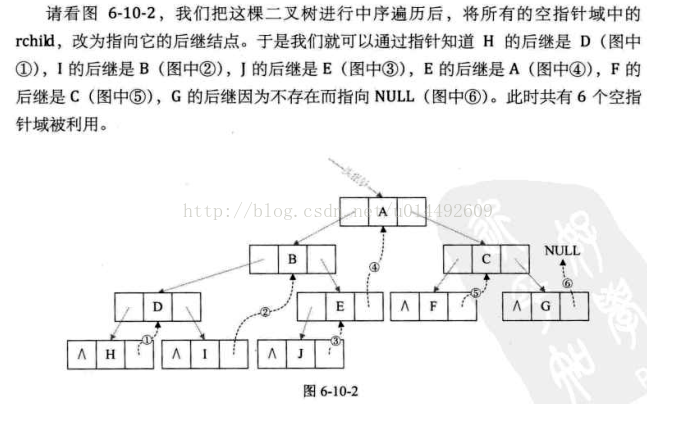 请看图 6-10-2，我们把这棵二叉树进行中序遍历后，将所有的空指针域中的
rchild，改为指向它的后继结点。于是我们就可以通过指针知道 H 的后继是 D（图中
①），I 的后继是 B（图中②），J 的后继是 E（图中③），E 的后继是 A（图中④），F 的
后继是 C（图中⑤），G 的后继因为不存在而指向 NULL（图中⑥）。此时共有 6 个空指
针域被利用。
http://blog.csdn.net/u014492609
A
B
④
C
NULL
⑥
D
②
E
∧ F
⑤
∧ G
①
③
∧ H
∧ I
∧ J
图 6-10-2